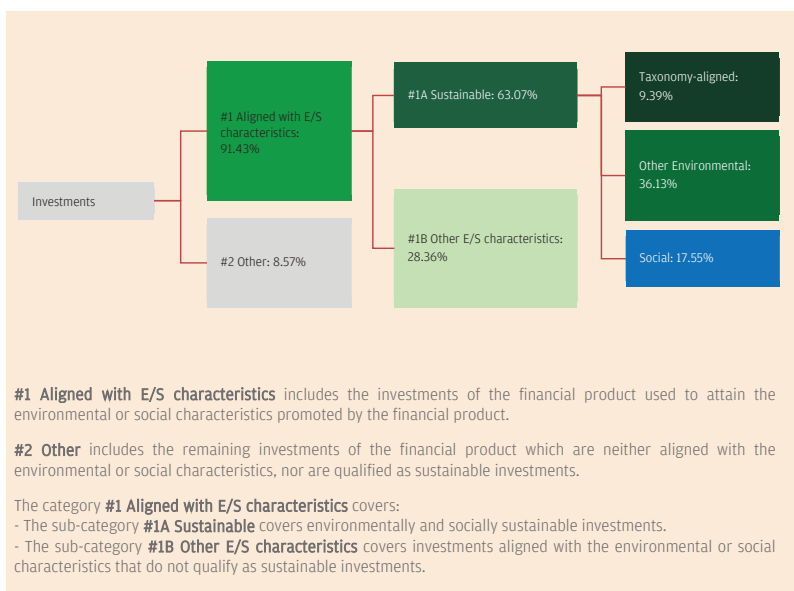 Investments
#1 Aligned with E/S
characteristics:
91.43%
#2 Other: 8.57%
#1A Sustainable: 63.07%
#1B Other E/S characteristics:
28.36%
Taxonomy-aligned:
9.39%
Other Environmental:
36.13%
Social: 17.55%
#1 Aligned with E/S characteristics includes the investments of the financial product used to attain the
environmental or social characteristics promoted by the financial product.
#2 Other includes the remaining investments of the financial product which are neither aligned with the
environmental or social characteristics, nor are qualified as sustainable investments.
The category #1 Aligned with E/S characteristics covers:
- The sub-category #1A Sustainable covers environmentally and socially sustainable investments.
- The sub-category #1B Other E/S characteristics covers investments aligned with the environmental or social
characteristics that do not qualify as sustainable investments.